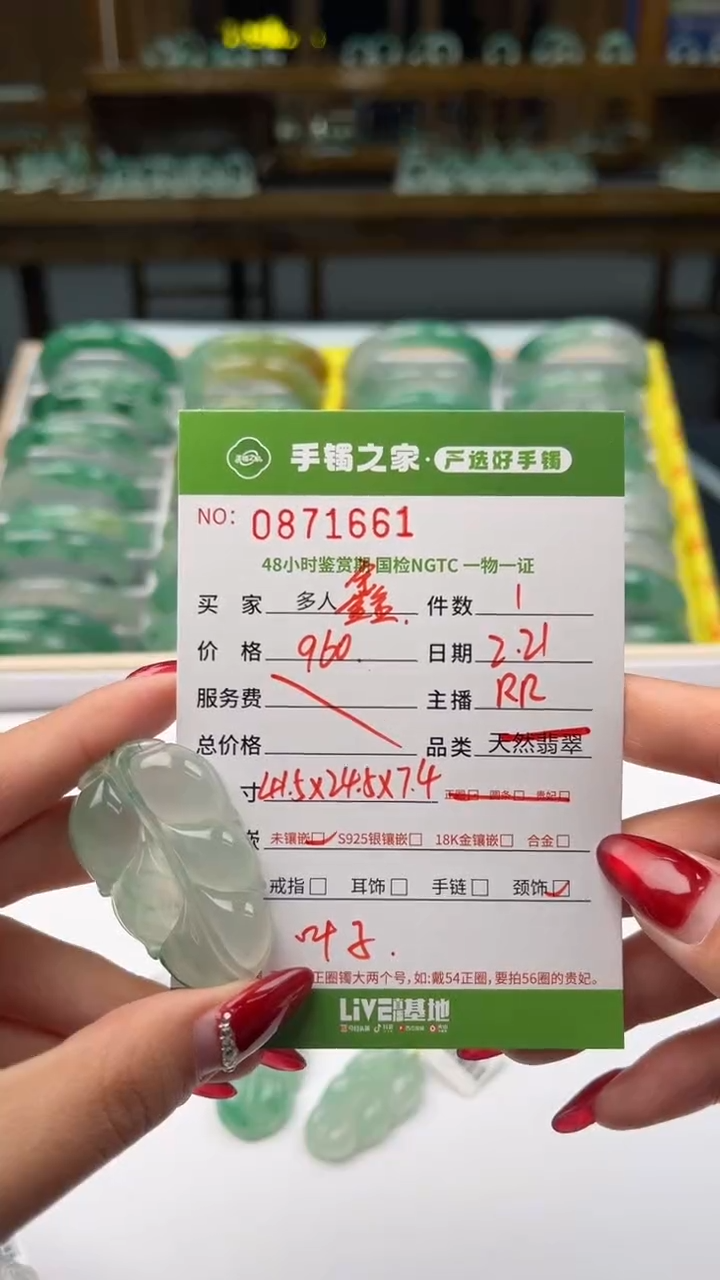 手镯之家·严选好手镯
NO: 0871661
48小时鉴赏期 国检NGTC 一物一证
买家 多人 鑫. 件数 1
价格 960. 日期 2.21
服务费 主播 RR
总价格 品类 天然翡翠
寸 41.5X24.5X7.4 正圈□ 圆条□ 贵妃□
嵌 未镶嵌□✓ S925银镶嵌□ 18K金镶嵌□ 合金□
戒指□ 耳饰□ 手链□ 颈饰□✓
叶子.
正圈镯大两个号,如:戴54正圈,要拍56圈的贵妃。
LiVE直播基地